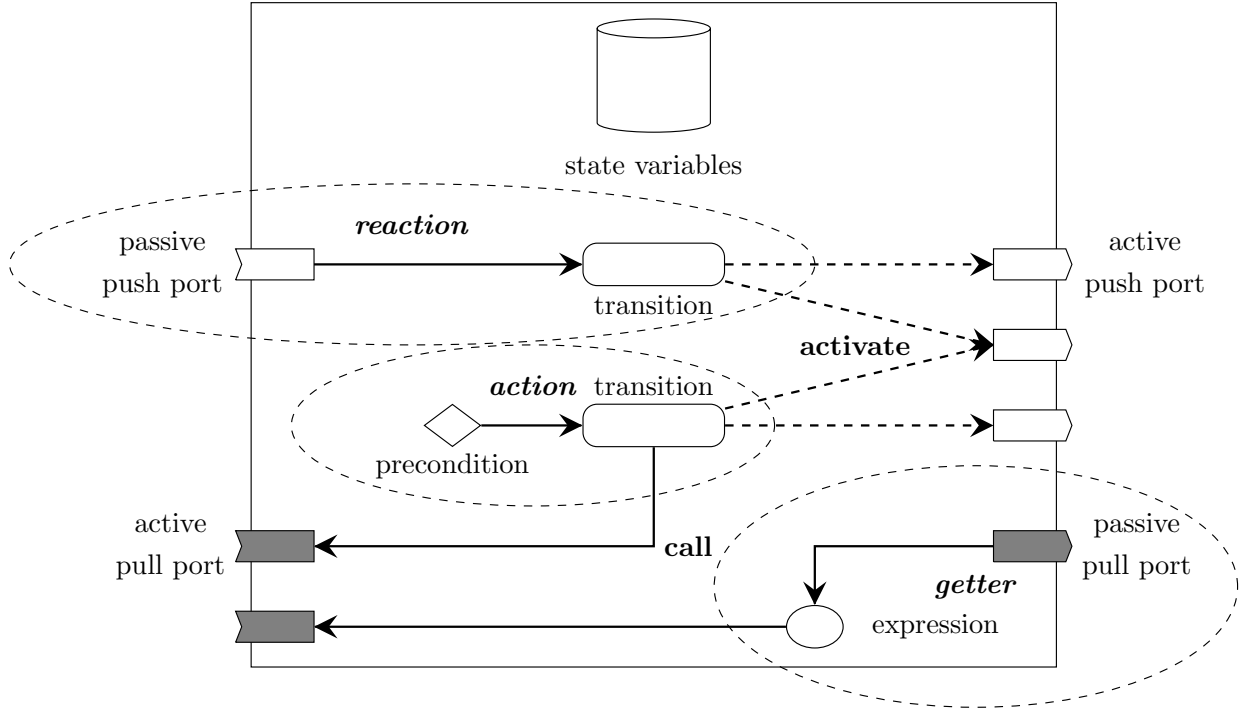 state variables
reaction
passive
push port
transition
active
push port
activate
action
transition
precondition
active
pull port
call
passive
pull port
getter
expression